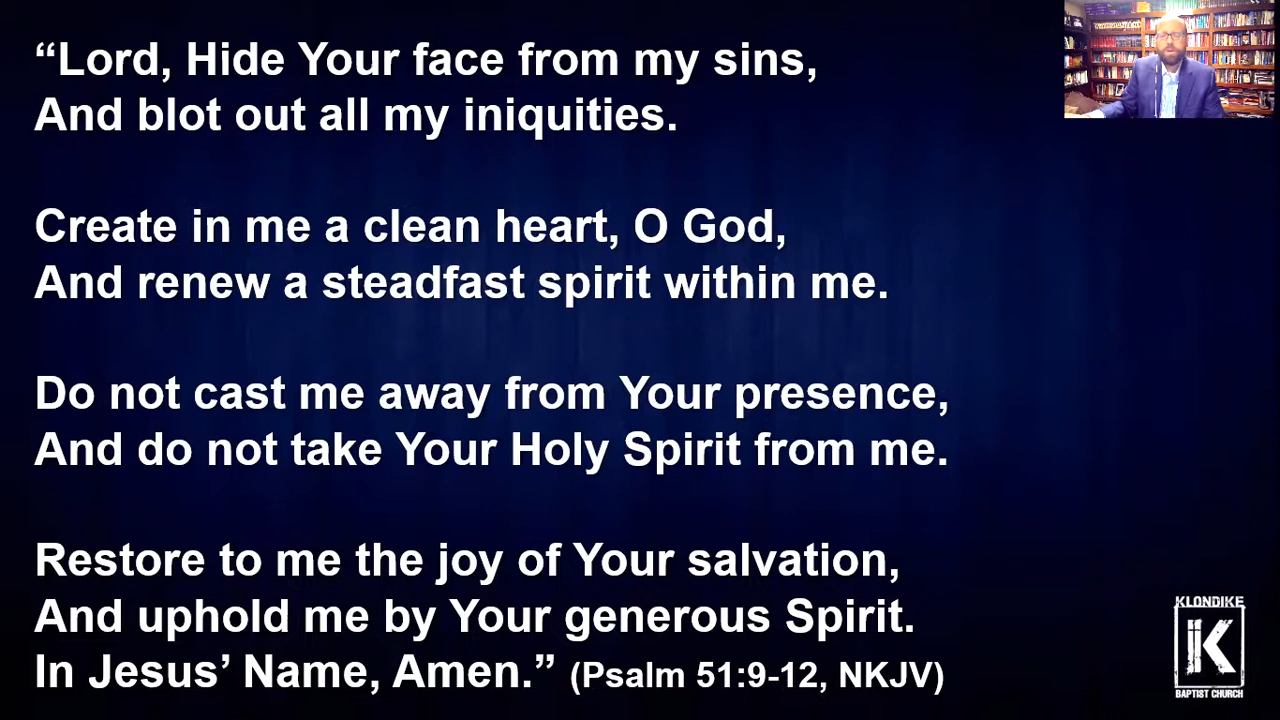 “Lord, Hide Your face from my sins,
And blot out all my iniquities.
Create in me a clean heart, O God,
And renew a steadfast spirit within me.
Do not cast me away from Your presence,
And do not take Your Holy Spirit from me.
Restore to me the joy of Your salvation,
And uphold me by Your generous Spirit.
In Jesus’ Name, Amen.” (Psalm 51:9-12, NKJV)
KLONDIKE
K
BAPTIST CHURCH